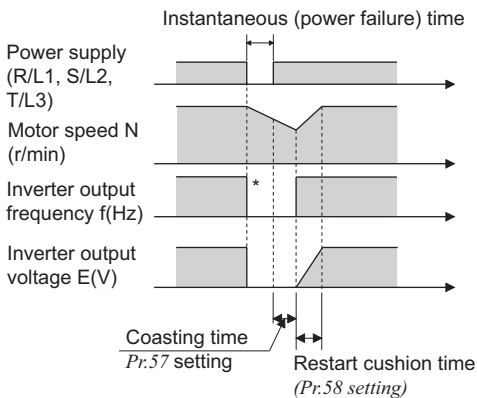 Instantaneous (power failure) time
Power supply
(R/L1, S/L2,
T/L3)
Motor speed N
(r/min)
Inverter output
frequency f(Hz)
*
Inverter output
voltage E(V)
Coasting time
Pr.57 setting
Restart cushion time
(Pr.58 setting)